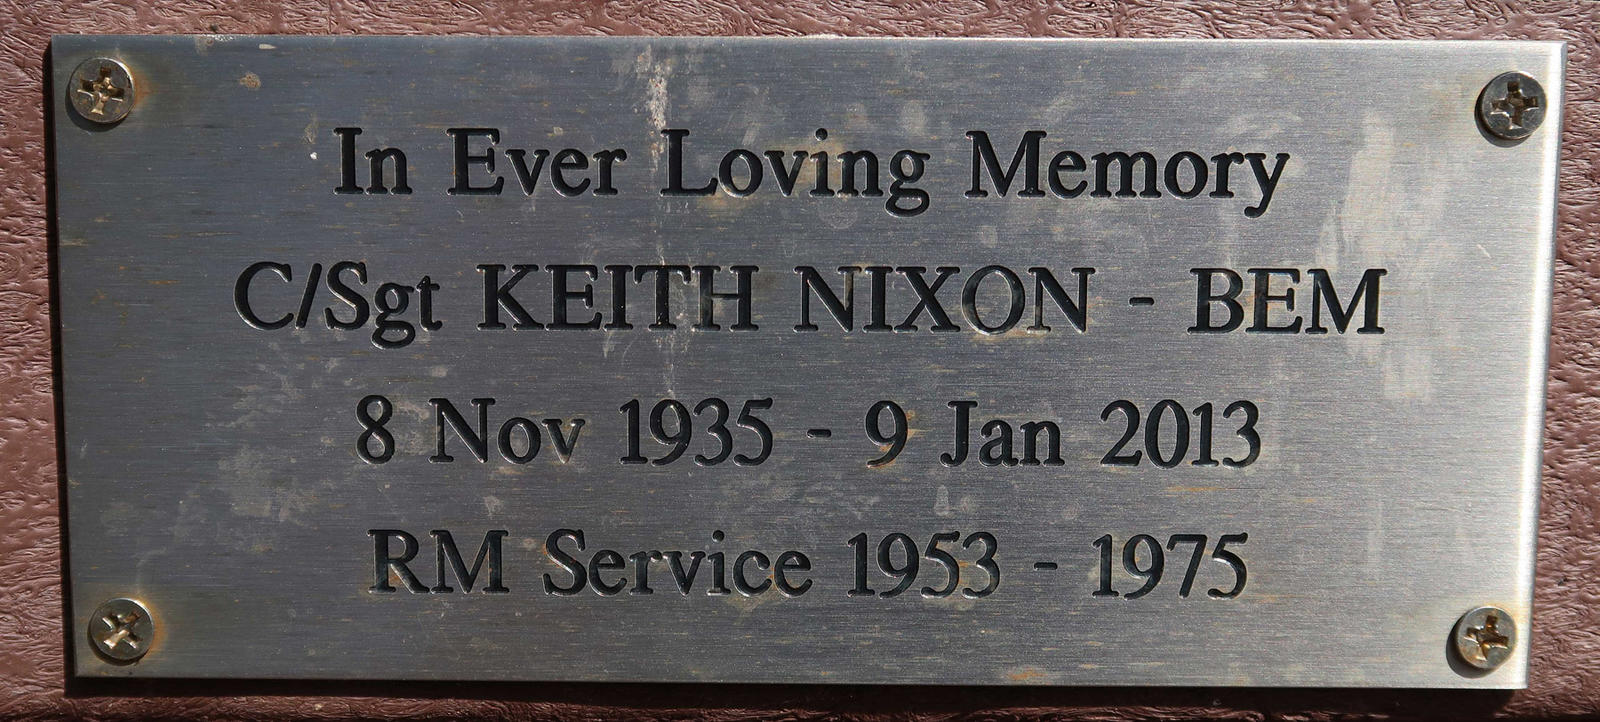 In Ever Loving Memory
C/Sgt KEITH NIXON - BEM
8 Nov 1935 - 9 Jan 2013
RM Service 1953 - 1975